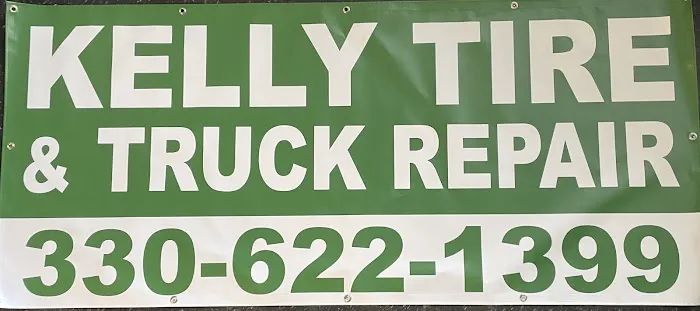 KELLY TIRE
& TRUCK REPAIR
330-622-1399